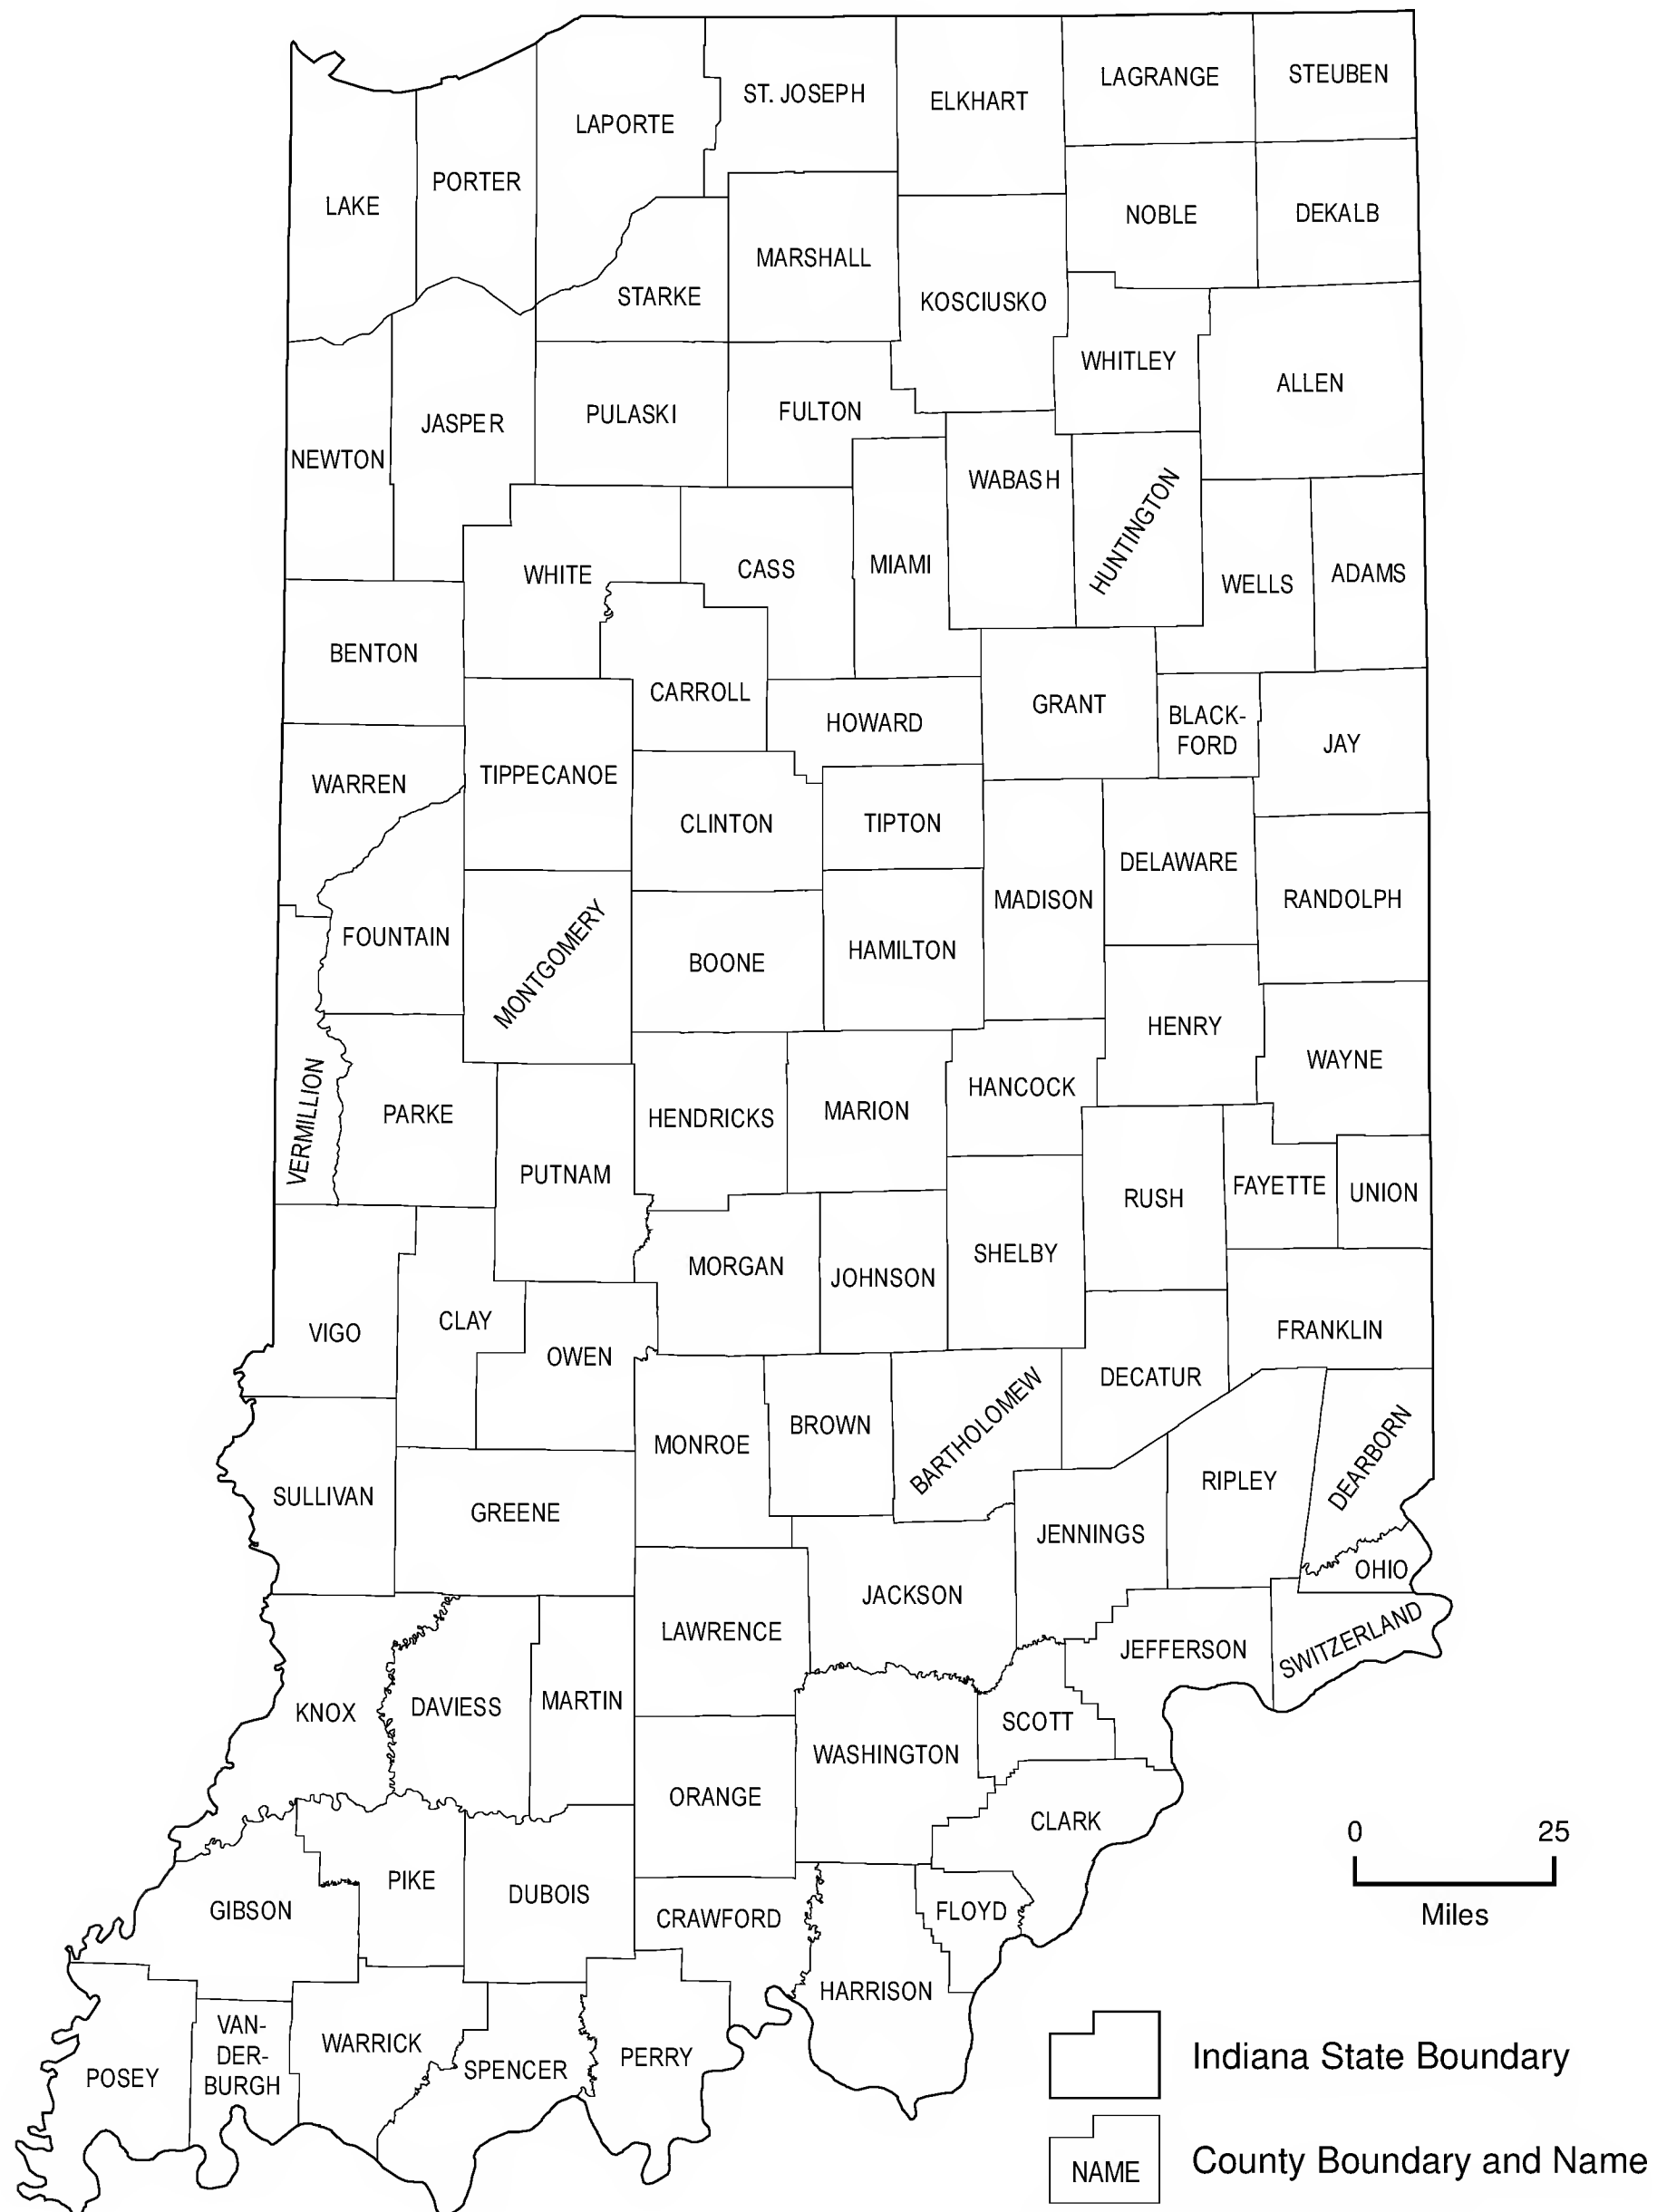 LAGRANGE
STEUBEN
ST. JOSEPH
ELKHART
LAPORTE
PORTER
LAKE
NOBLE
DEKALB
MARSHALL
STARKE
KOSCIUSKO
WHITLEY
ALLEN
JASPER
PULASKI
FULTON
NEWTON
WABASH
HUNTINGTON
WHITE
CASS
MIAMI
WELLS
ADAMS
BENTON
CARROLL
GRANT
HOWARD
BLACK-
FORD
JAY
WARREN
TIPPECANOE
CLINTON
TIPTON
DELAWARE
MADISON
RANDOLPH
FOUNTAIN
MONTGOMERY
BOONE
HAMILTON
HENRY
WAYNE
VERMILLION
PARKE
HENDRICKS
MARION
HANCOCK
PUTNAM
RUSH
FAYETTE
UNION
MORGAN
JOHNSON
SHELBY
VIGO
CLAY
OWEN
FRANKLIN
DECATUR
MONROE
BROWN
BARTHOLOMEW
DEARBORN
RIPLEY
SULLIVAN
GREENE
JENNINGS
OHIO
JACKSON
LAWRENCE
JEFFERSON
SWITZERLAND
KNOX
DAVIESS
MARTIN
SCOTT
WASHINGTON
ORANGE
CLARK
PIKE
DUBOIS
GIBSON
CRAWFORD
FLOYD
HARRISON
WARRICK
VAN-
DER-
BURGH
POSEY
SPENCER
PERRY
0 25
Miles
Indiana State Boundary
NAME
County Boundary and Name